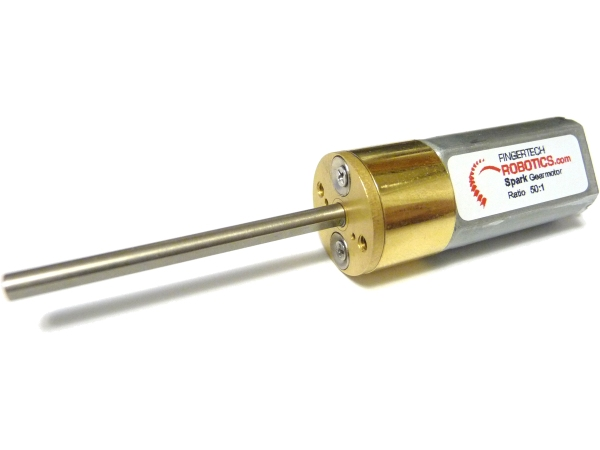 FINGERTECH
ROBOTICS.com
Spark Gearmotor
Ratio 50:1